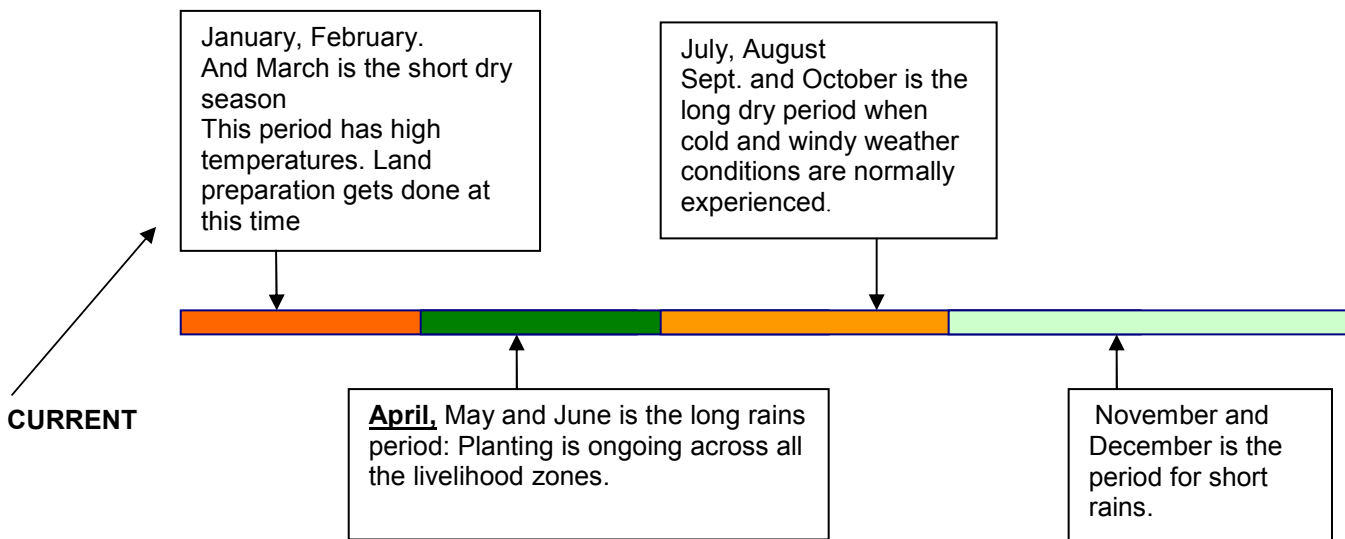 January, February.
And March is the short dry
season
This period has high
temperatures. Land
preparation gets done at
this time
July, August
Sept. and October is the
long dry period when
cold and windy weather
conditions are normally
experienced.
CURRENT
April, May and June is the long rains
period: Planting is ongoing across all
the livelihood zones.
November and
December is the
period for short
rains.